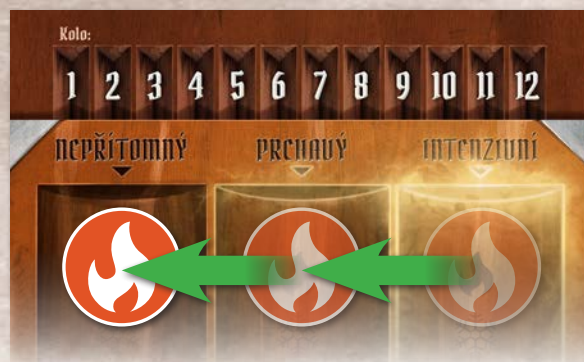 Kolo:
1 2 3 4 5 6 7 8 9 10 11 12
NEPŘÍTOMNÝ PRCHAVÝ INTENZIVNÍ